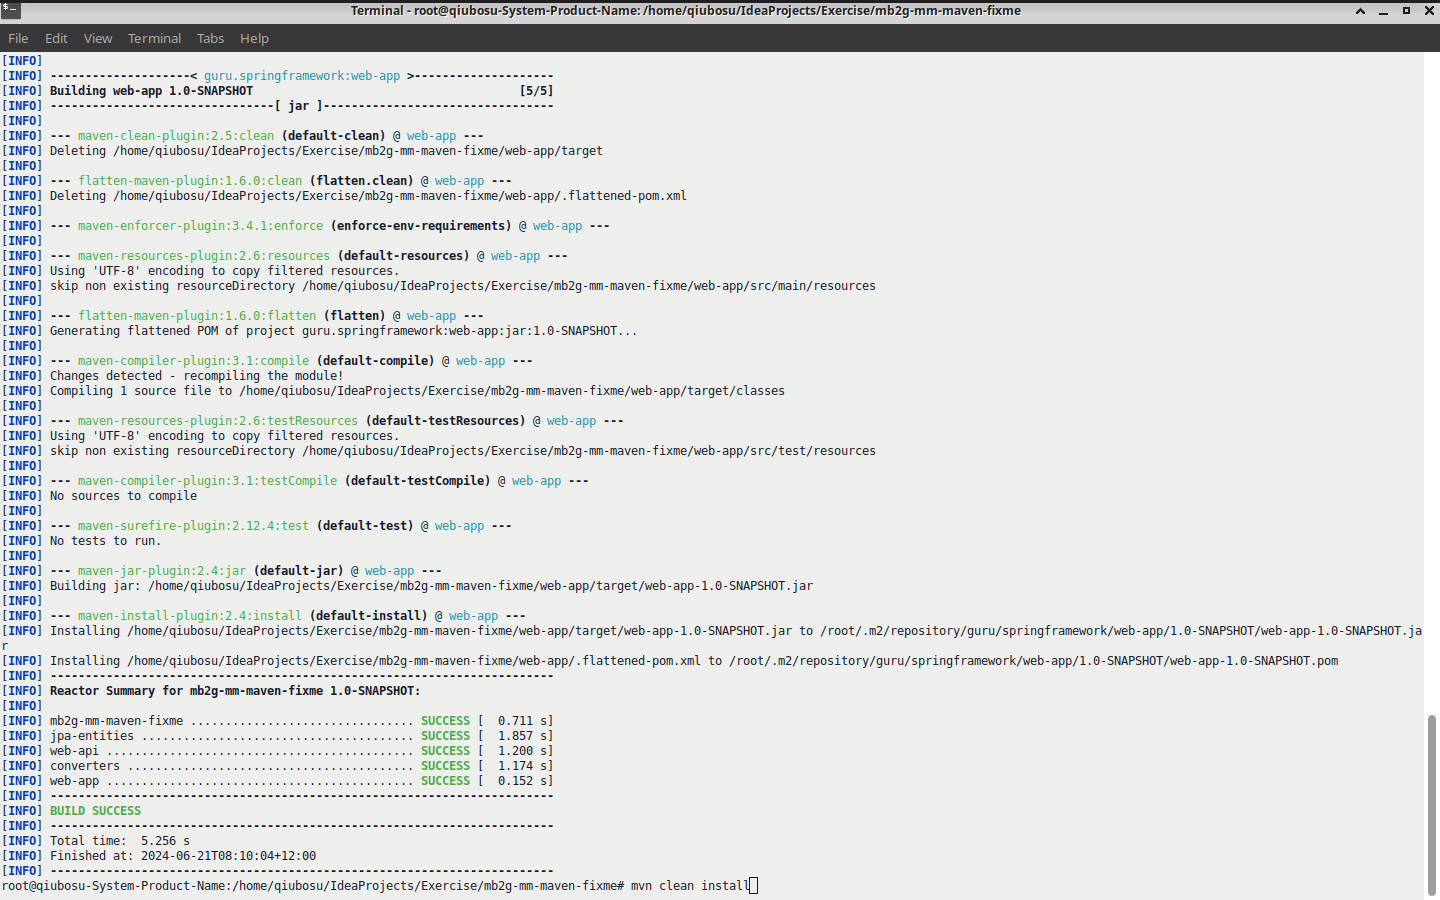 Terminal - root@qiubosu-System-Product-Name: /home/qiubosu/IdeaProjects/Exercise/mb2g-mm-maven-fixme
File Edit View Terminal Tabs Help
[INFO]
[INFO] --------------------< guru.springframework:web-app >--------------------
[INFO] Building web-app 1.0-SNAPSHOT                                      [5/5]
[INFO] --------------------------------[ jar ]---------------------------------
[INFO]
[INFO] --- maven-clean-plugin:2.5:clean (default-clean) @ web-app ---
[INFO] Deleting /home/qiubosu/IdeaProjects/Exercise/mb2g-mm-maven-fixme/web-app/target
[INFO]
[INFO] --- flatten-maven-plugin:1.6.0:clean (flatten.clean) @ web-app ---
[INFO] Deleting /home/qiubosu/IdeaProjects/Exercise/mb2g-mm-maven-fixme/web-app/.flattened-pom.xml
[INFO]
[INFO] --- maven-enforcer-plugin:3.4.1:enforce (enforce-env-requirements) @ web-app ---
[INFO]
[INFO] --- maven-resources-plugin:2.6:resources (default-resources) @ web-app ---
[INFO] Using 'UTF-8' encoding to copy filtered resources.
[INFO] skip non existing resourceDirectory /home/qiubosu/IdeaProjects/Exercise/mb2g-mm-maven-fixme/web-app/src/main/resources
[INFO]
[INFO] --- flatten-maven-plugin:1.6.0:flatten (flatten) @ web-app ---
[INFO] Generating flattened POM of project guru.springframework:web-app:jar:1.0-SNAPSHOT...
[INFO]
[INFO] --- maven-compiler-plugin:3.1:compile (default-compile) @ web-app ---
[INFO] Changes detected - recompiling the module!
[INFO] Compiling 1 source file to /home/qiubosu/IdeaProjects/Exercise/mb2g-mm-maven-fixme/web-app/target/classes
[INFO]
[INFO] --- maven-resources-plugin:2.6:testResources (default-testResources) @ web-app ---
[INFO] Using 'UTF-8' encoding to copy filtered resources.
[INFO] skip non existing resourceDirectory /home/qiubosu/IdeaProjects/Exercise/mb2g-mm-maven-fixme/web-app/src/test/resources
[INFO]
[INFO] --- maven-compiler-plugin:3.1:testCompile (default-testCompile) @ web-app ---
[INFO] No sources to compile
[INFO]
[INFO] --- maven-surefire-plugin:2.12.4:test (default-test) @ web-app ---
[INFO] No tests to run.
[INFO]
[INFO] --- maven-jar-plugin:2.4:jar (default-jar) @ web-app ---
[INFO] Building jar: /home/qiubosu/IdeaProjects/Exercise/mb2g-mm-maven-fixme/web-app/target/web-app-1.0-SNAPSHOT.jar
[INFO]
[INFO] --- maven-install-plugin:2.4:install (default-install) @ web-app ---
[INFO] Installing /home/qiubosu/IdeaProjects/Exercise/mb2g-mm-maven-fixme/web-app/target/web-app-1.0-SNAPSHOT.jar to /root/.m2/repository/guru/springframework/web-app/1.0-SNAPSHOT/web-app-1.0-SNAPSHOT.ja
r
[INFO] Installing /home/qiubosu/IdeaProjects/Exercise/mb2g-mm-maven-fixme/web-app/.flattened-pom.xml to /root/.m2/repository/guru/springframework/web-app/1.0-SNAPSHOT/web-app-1.0-SNAPSHOT.pom
[INFO] ------------------------------------------------------------------------
[INFO] Reactor Summary for mb2g-mm-maven-fixme 1.0-SNAPSHOT:
[INFO]
[INFO] mb2g-mm-maven-fixme ................................ SUCCESS [  0.711 s]
[INFO] jpa-entities ....................................... SUCCESS [  1.857 s]
[INFO] web-api ............................................ SUCCESS [  1.200 s]
[INFO] converters ......................................... SUCCESS [  1.174 s]
[INFO] web-app ............................................ SUCCESS [  0.152 s]
[INFO] ------------------------------------------------------------------------
[INFO] BUILD SUCCESS
[INFO] ------------------------------------------------------------------------
[INFO] Total time:  5.256 s
[INFO] Finished at: 2024-06-21T08:10:04+12:00
[INFO] ------------------------------------------------------------------------
root@qiubosu-System-Product-Name:/home/qiubosu/IdeaProjects/Exercise/mb2g-mm-maven-fixme# mvn clean install